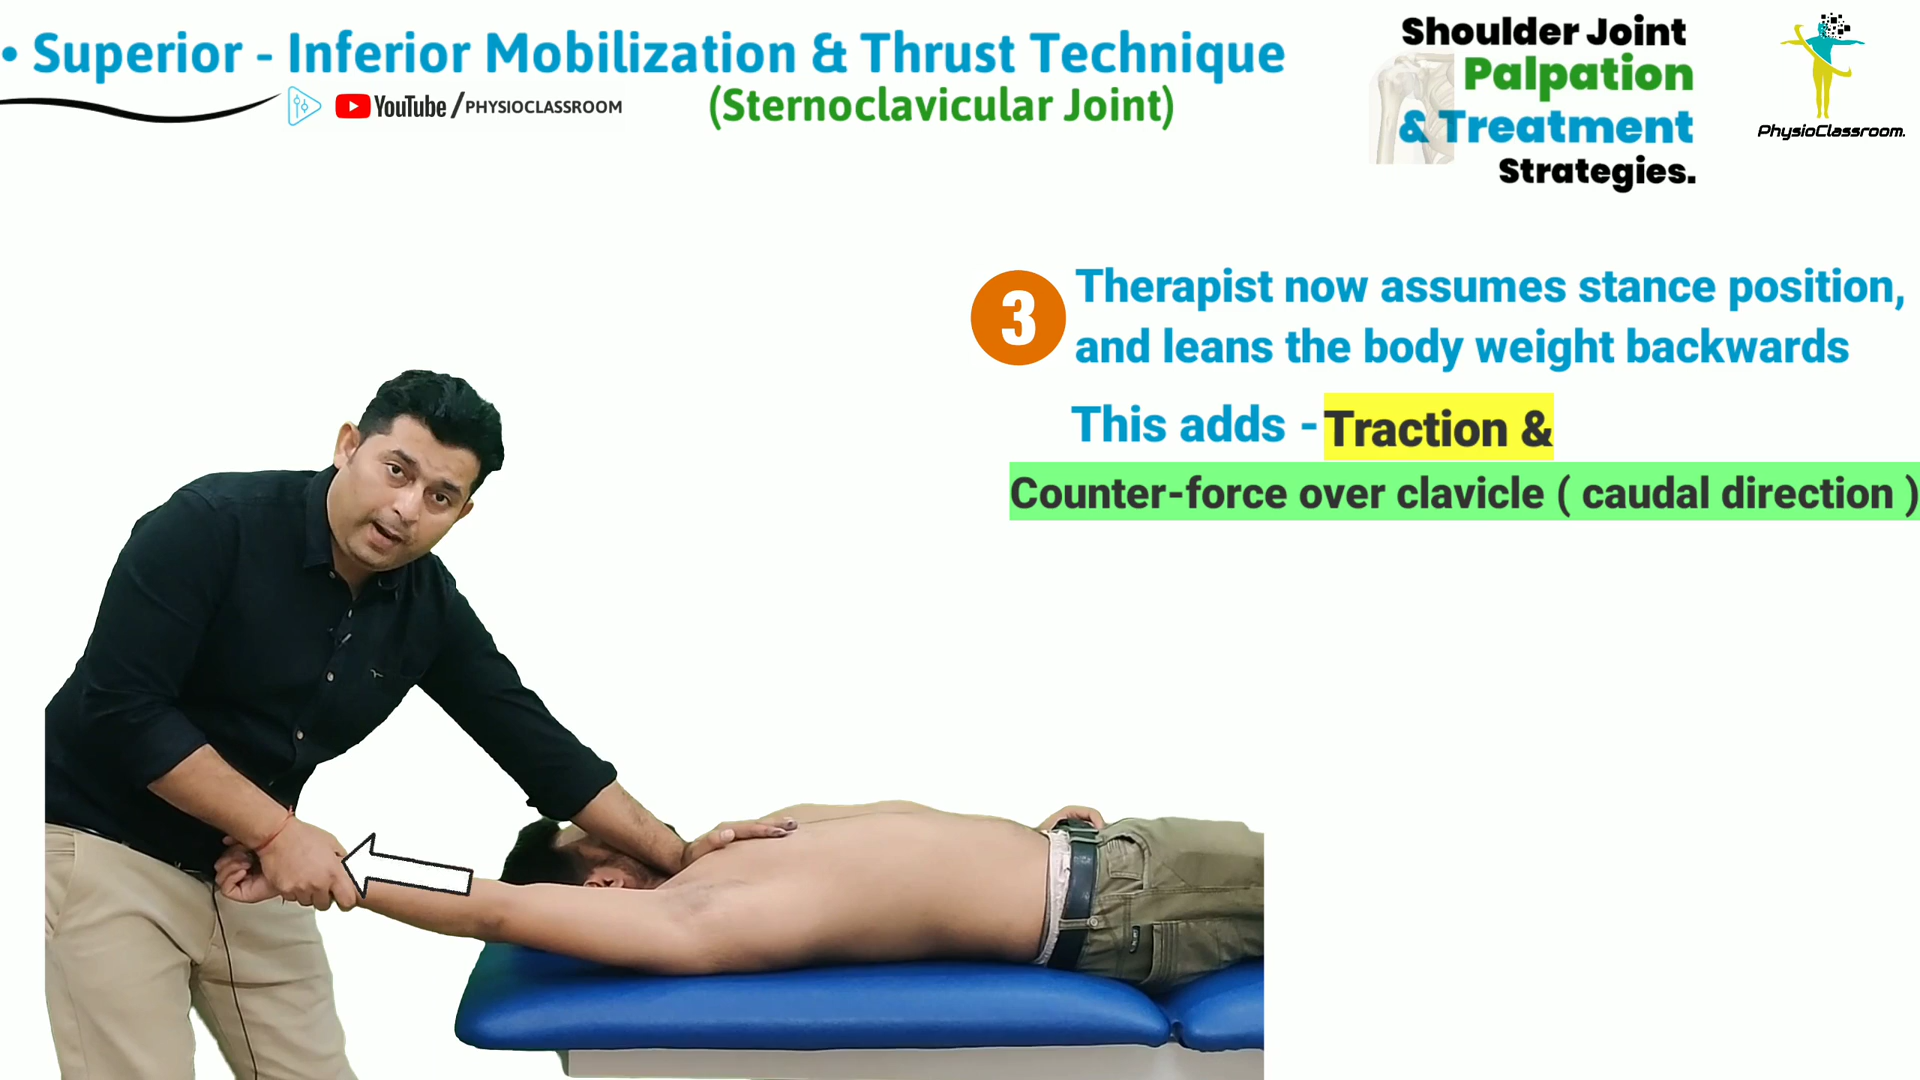 • Superior - Inferior Mobilization & Thrust Technique
(Sternoclavicular Joint)
YouTube /PHYSIOCLASSROOM
Shoulder Joint
Palpation
& Treatment
Strategies.
PhysioClassroom.
3
Therapist now assumes stance position,
and leans the body weight backwards
This adds - Traction &
Counter-force over clavicle ( caudal direction )